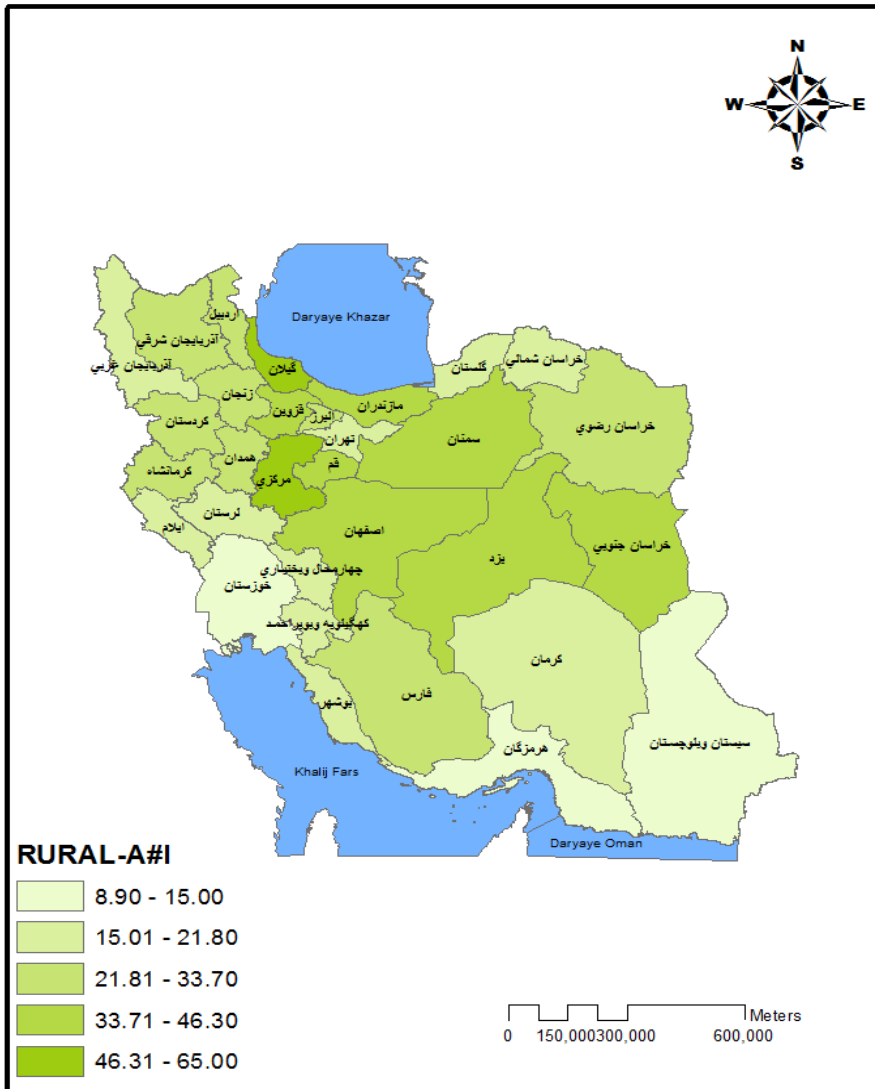 N
W E
S
Daryaye Khazar
اردبيل
آذربايجان شرقي
آذربايجان غربي
گيلان
گلستان
خراسان شمالي
زنجان
قزوين
البرز
مازندران
خراسان رضوي
كردستان
تهران
سمنان
همدان
قم
كرمانشاه
مركزي
لرستان
ايلام
اصفهان
خراسان جنوبي
يزد
چهارمحال وبختياري
خوزستان
كهگيلويه وبويراحمد
كرمان
فارس
بوشهر
سيستان وبلوچستان
هرمزگان
Khalij Fars
Daryaye Oman
RURAL-A#I
8.90 - 15.00
15.01 - 21.80
21.81 - 33.70
33.71 - 46.30
46.31 - 65.00
Meters
0 150,000300,000 600,000